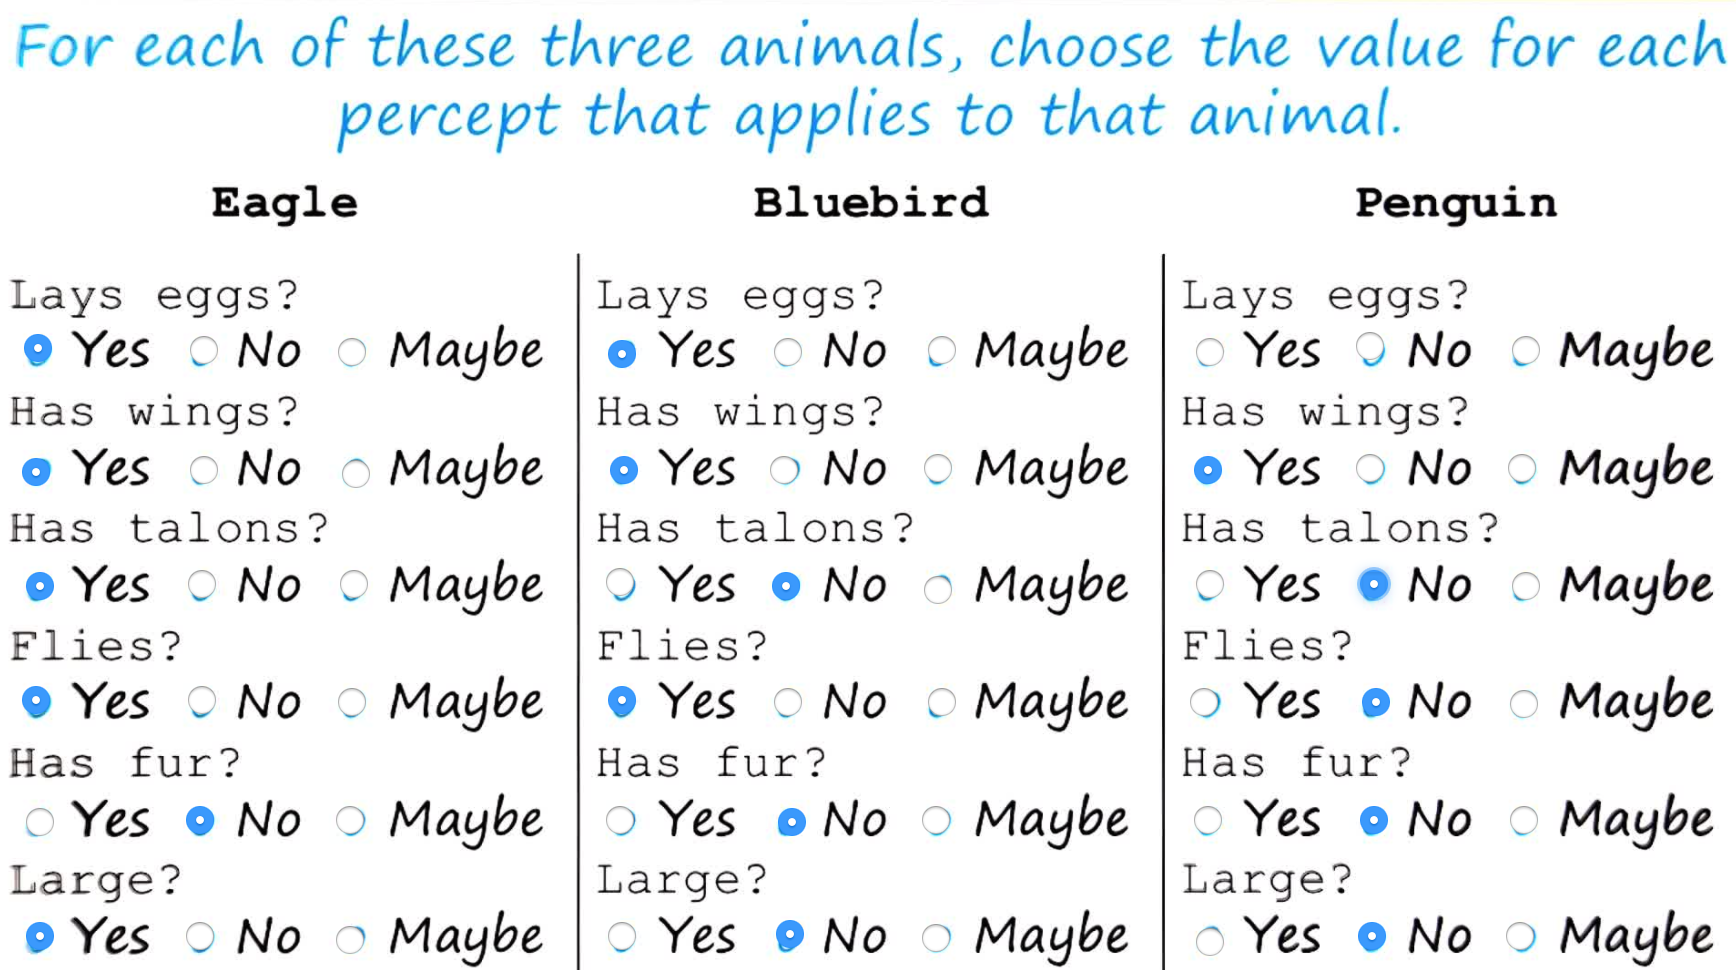 For each of these three animals, choose the value for each
percept that applies to that animal.
Eagle
Lays eggs?
Yes No Maybe
Has wings?
Yes No Maybe
Has talons?
Yes No Maybe
Flies?
Yes No Maybe
Has fur?
Yes No Maybe
Large?
Yes No Maybe
Bluebird
Lays eggs?
Yes No Maybe
Has wings?
Yes No Maybe
Has talons?
Yes No Maybe
Flies?
Yes No Maybe
Has fur?
Yes No Maybe
Large?
Yes No Maybe
Penguin
Lays eggs?
Yes No Maybe
Has wings?
Yes No Maybe
Has talons?
Yes No Maybe
Flies?
Yes No Maybe
Has fur?
Yes No Maybe
Large?
Yes No Maybe